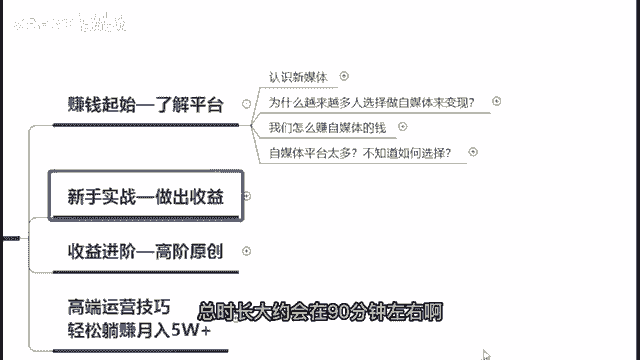 赚钱起始—了解平台
认识新媒体
为什么越来越多人选择做自媒体来变现?
我们怎么赚自媒体的钱
自媒体平台太多?不知道如何选择?
新手实战—做出收益
收益进阶—高阶原创
高端运营技巧
轻松躺赚月入5W+
总时长大约会在90分钟左右啊